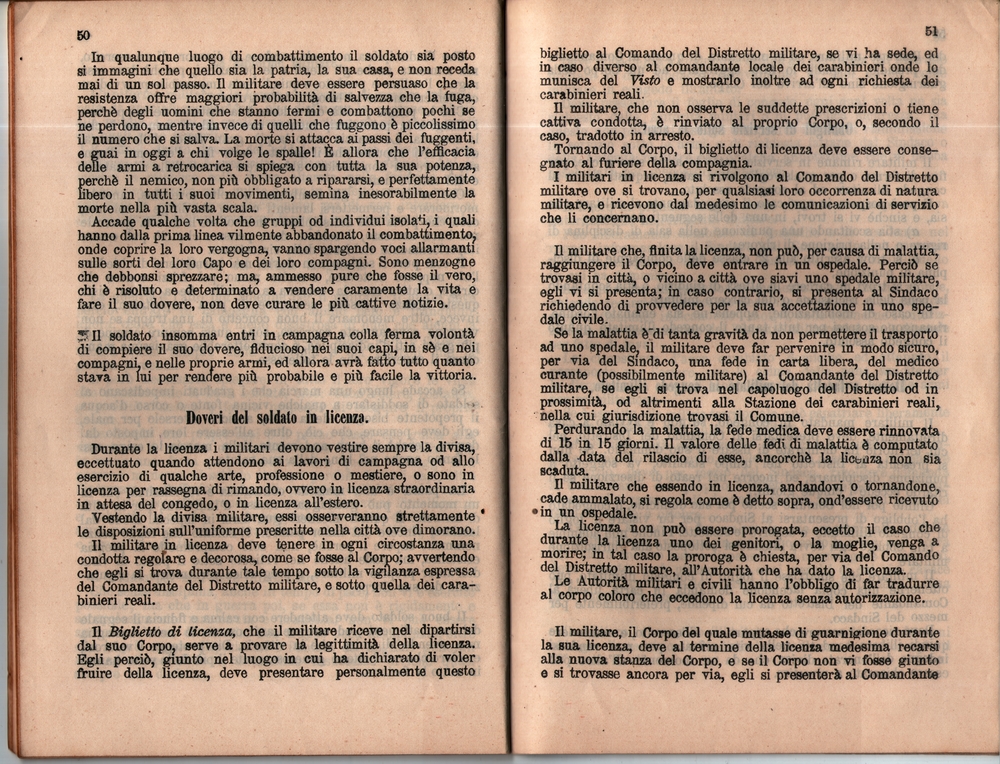 50
In qualunque luogo di combattimento il soldato sia posto
si immagini che quello sia la patria, la sua casa, e non receda
mai di un sol passo. Il militare deve essere persuaso che la
resistenza offre maggiori probabilità di salvezza che la fuga,
perchè degli uomini che stanno fermi e combattono pochi se
ne perdono, mentre invece di quelli che fuggono è piccolissimo
il numero che si salva. La morte si attacca ai passi dei fuggenti,
e guai in oggi a chi volge le spalle! È allora che l'efficacia
delle armi a retrocarica si spiega con tutta la sua potenza,
perchè il nemico, non più obbligato a ripararsi, e perfettamente
libero in tutti i suoi movimenti, semina inesorabilmente la
morte nella più vasta scala.
Accade qualche volta che gruppi od individui isolati, i quali
hanno dalla prima linea vilmente abbandonato il combattimento,
onde coprire la loro vergogna, vanno spargendo voci allarmanti
sulle sorti del loro Capo e dei loro compagni. Sono menzogne
che debbonsi sprezzare; ma, ammesso pure che fosse il vero,
chi è risoluto e determinato a vendere caramente la vita e
fare il suo dovere, non deve curare le più cattive notizie.
Il soldato insomma entri in campagna colla ferma volontà
di compiere il suo dovere, fiducioso nei suoi capi, in sè e nei
compagni, e nelle proprie armi, ed allora avrà fatto tutto quanto
stava in lui per rendere più probabile e più facile la vittoria.
Doveri del soldato in licenza.
Durante la licenza i militari devono vestire sempre la divisa,
eccettuato quando attendono ai lavori di campagna od allo
esercizio di qualche arte, professione o mestiere, o sono in
licenza per rassegna di rimando, ovvero in licenza straordinaria
in attesa del congedo, o in licenza all'estero.
Vestendo la divisa militare, essi osserveranno strettamente
le disposizioni sull'uniforme prescritte nella città ove dimorano.
Il militare in licenza deve tenere in ogni circostanza una
condotta regolare e decorosa, come se fosse al Corpo; avvertendo
che egli si trova durante tale tempo sotto la vigilanza espressa
del Comandante del Distretto militare, e sotto quella dei cara-
binieri reali.
Il Biglietto di licenza, che il militare riceve nel dipartirsi
dal suo Corpo, serve a provare la legittimità della licenza.
Egli perciò, giunto nel luogo in cui ha dichiarato di voler
fruire della licenza, deve presentare personalmente questo
51
biglietto al Comando del Distretto militare, se vi ha sede, ed
in caso diverso al comandante locale dei carabinieri onde lo
munisca del Visto e mostrarlo inoltre ad ogni richiesta dei
carabinieri reali.
Il militare, che non osserva le suddette prescrizioni o tiene
cattiva condotta, è rinviato al proprio Corpo, o, secondo il
caso, tradotto in arresto.
Tornando al Corpo, il biglietto di licenza deve essere conse-
gnato al furiere della compagnia.
I militari in licenza si rivolgono al Comando del Distretto
militare ove si trovano, per qualsiasi loro occorrenza di natura
militare, e ricevono dal medesimo le comunicazioni di servizio
che li concernano.
Il militare che, finita la licenza, non può, per causa di malattia,
raggiungere il Corpo, deve entrare in un ospedale. Perciò se
trovasi in città, o vicino a città ove siavi uno spedale militare,
egli vi si presenta; in caso contrario, si presenta al Sindaco
richiedendo di provvedere per la sua accettazione in uno spe-
dale civile.
Se la malattia è di tanta gravità da non permettere il trasporto
ad uno spedale, il militare deve far pervenire in modo sicuro,
per via del Sindaco, una fede in carta libera, del medico
curante (possibilmente militare) al Comandante del Distretto
militare, se egli si trova nel capoluogo del Distretto od in
prossimità, od altrimenti alla Stazione dei carabinieri reali,
nella cui giurisdizione trovasi il Comune.
Perdurando la malattia, la fede medica deve essere rinnovata
di 15 in 15 giorni. Il valore delle fedi di malattia è computato
dalla data del rilascio di esse, ancorchè la licenza non sia
scaduta.
Il militare che essendo in licenza, andandovi o tornandone,
cade ammalato, si regola come è detto sopra, ond'essere ricevuto
in un ospedale.
La licenza non può essere prorogata, eccetto il caso che
durante la licenza uno dei genitori, o la moglie, venga a
morire; in tal caso la proroga è chiesta, per via del Comando
del Distretto militare, all'Autorità che ha dato la licenza.
Le Autorità militari e civili hanno l'obbligo di far tradurre
al corpo coloro che eccedono la licenza senza autorizzazione.
Il militare, il Corpo del quale mutasse di guarnigione durante
la sua licenza, deve al termine della licenza medesima recarsi
alla nuova stanza del Corpo, e se il Corpo non vi fosse giunto
e si trovasse ancora per via, egli si presenterà al Comandante